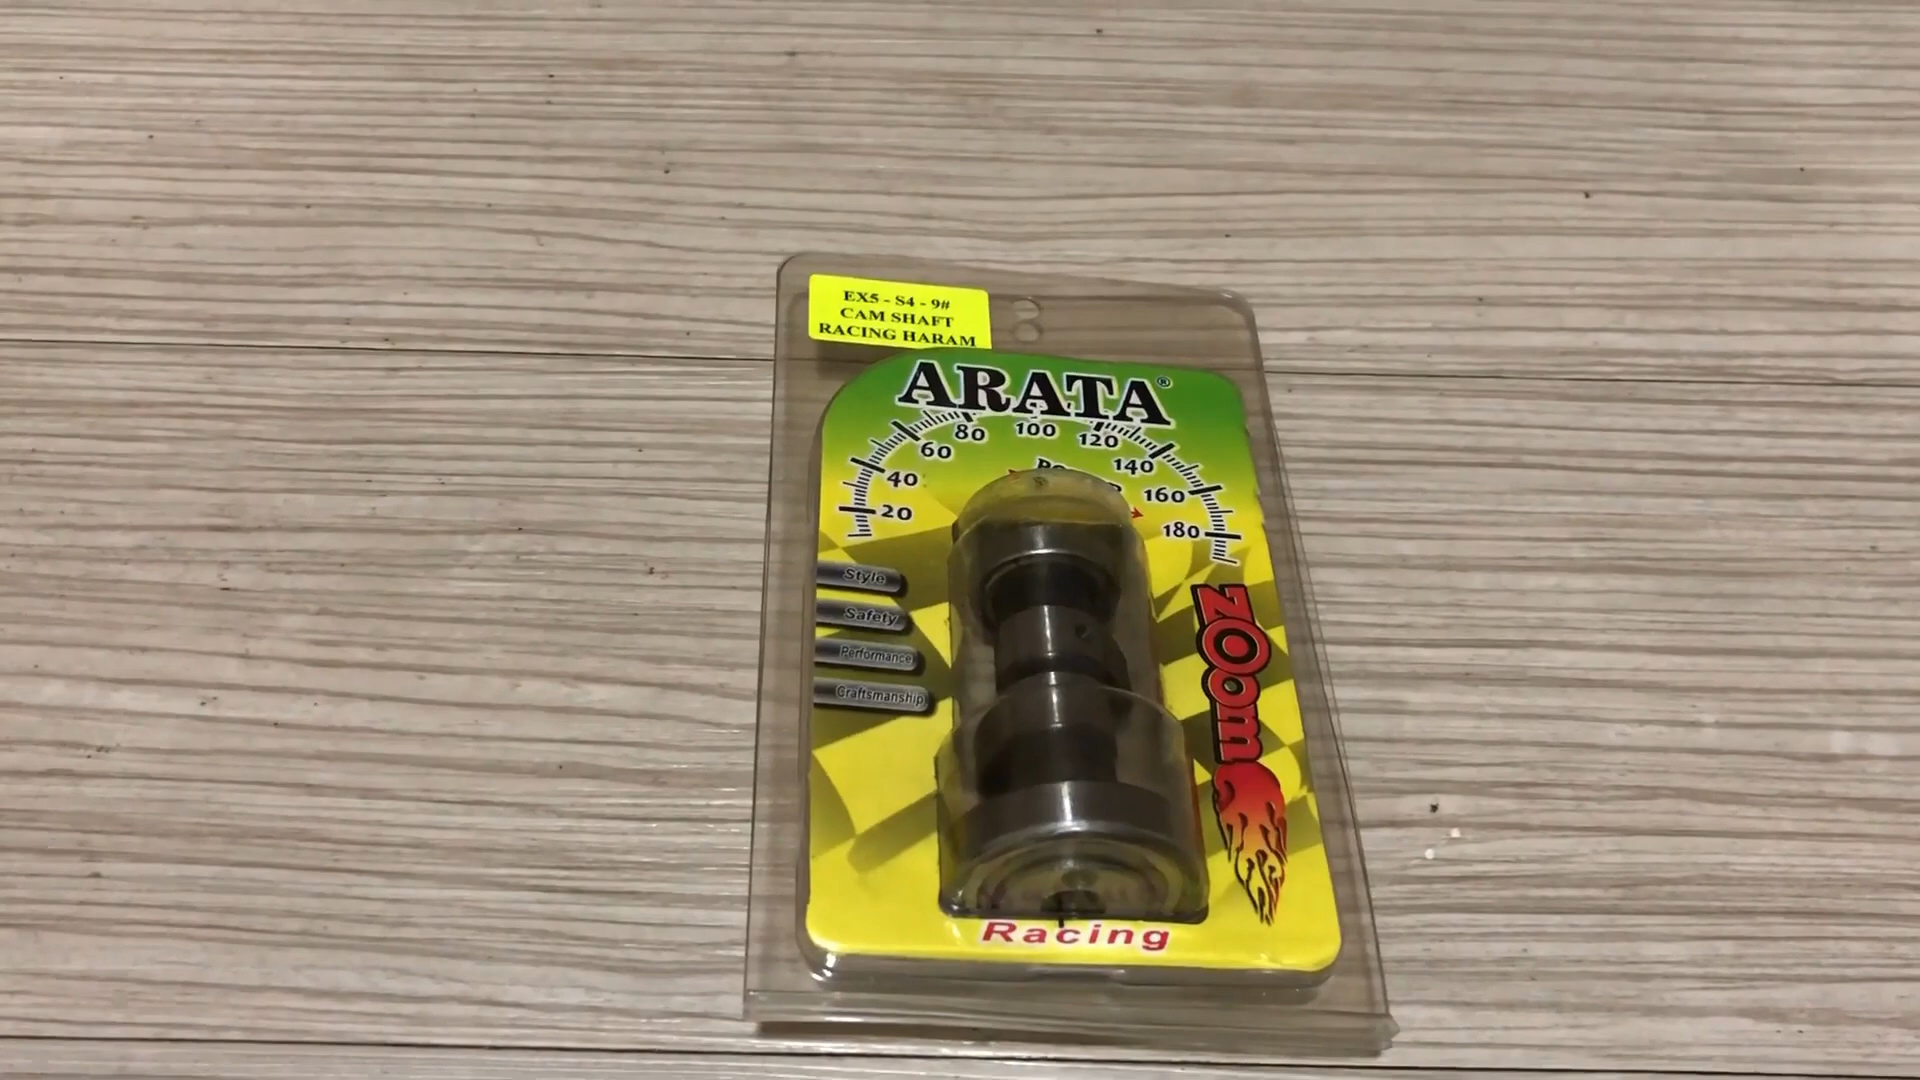 EX5 - S4 - 9#
CAM SHAFT
RACING HARAM
ARATA®
20 40 60 80 100 120 140 160 180
Style
Safety
Performance
Craftsmanship
zoom
Racing